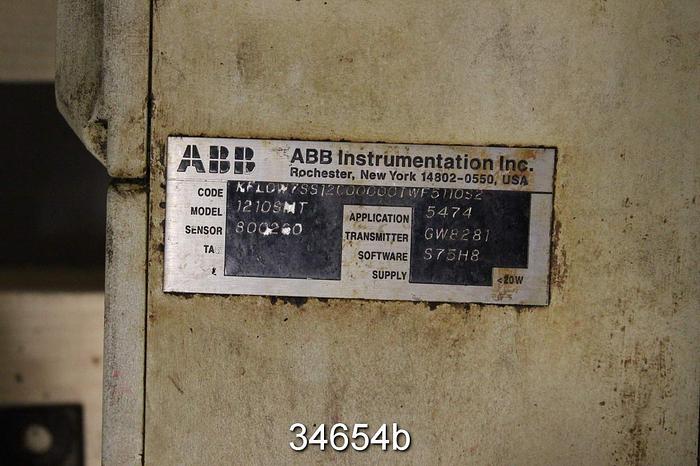 ABB ABB Instrumentation Inc.
Rochester, New York 14802-0550, USA
CODE
MODEL 1210SMT APPLICATION 5474
SENSOR TRANSMITTER GW8281
TA SOFTWARE S75H8
SUPPLY <20W
34654b